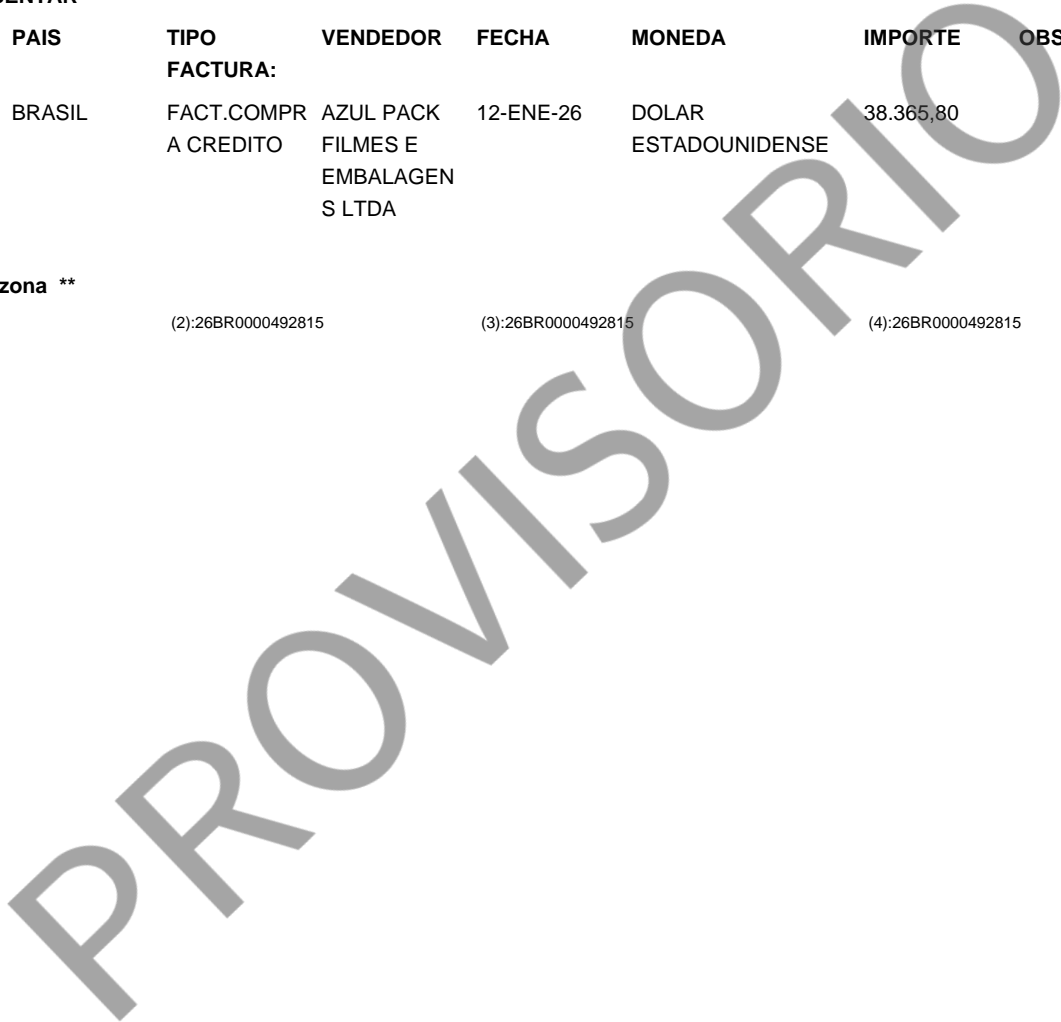 PAIS TIPO VENDEDOR FECHA MONEDA IMPORTE OBS
FACTURA:
BRASIL FACT.COMPR AZUL PACK 12-ENE-26 DOLAR 38.365,80
A CREDITO FILMES E ESTADOUNIDENSE
EMBALAGEN
S LTDA
zona **
(2):26BR0000492815 (3):26BR0000492815 (4):26BR0000492815
PROVISORIO